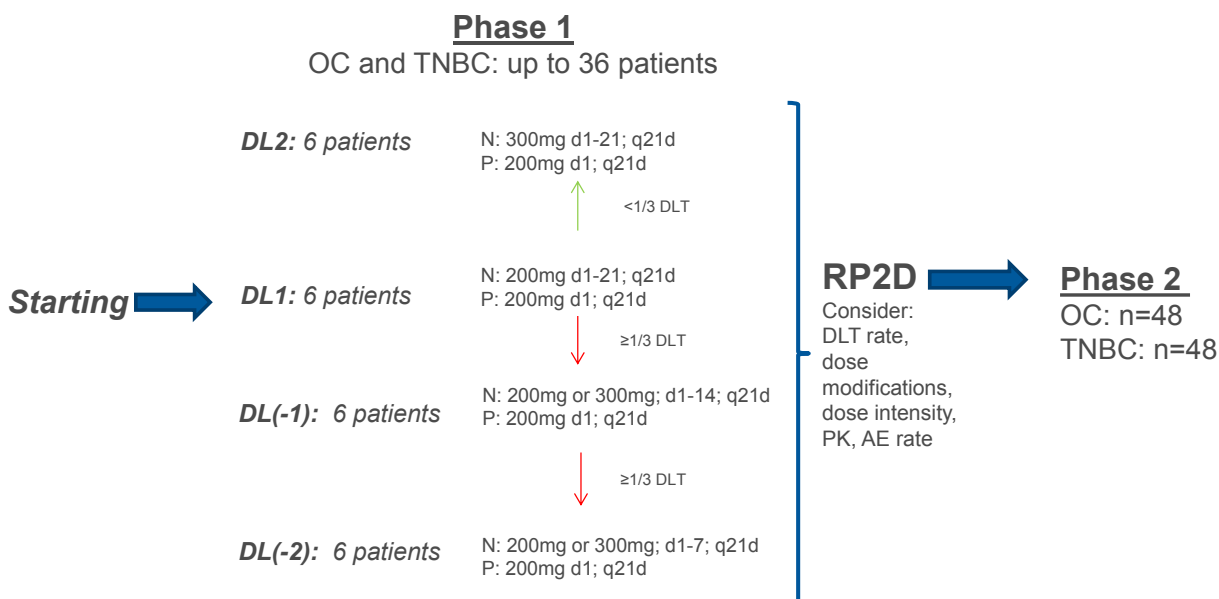 Phase 1
OC and TNBC: up to 36 patients
DL2: 6 patients
N: 300mg d1-21; q21d
P: 200mg d1; q21d
<1/3 DLT
Starting
DL1: 6 patients
N: 200mg d1-21; q21d
P: 200mg d1; q21d
≥1/3 DLT
DL(-1): 6 patients
N: 200mg or 300mg; d1-14; q21d
P: 200mg d1; q21d
≥1/3 DLT
DL(-2): 6 patients
N: 200mg or 300mg; d1-7; q21d
P: 200mg d1; q21d
RP2D
Consider:
DLT rate,
dose
modifications,
dose intensity,
PK, AE rate
Phase 2
OC: n=48
TNBC: n=48